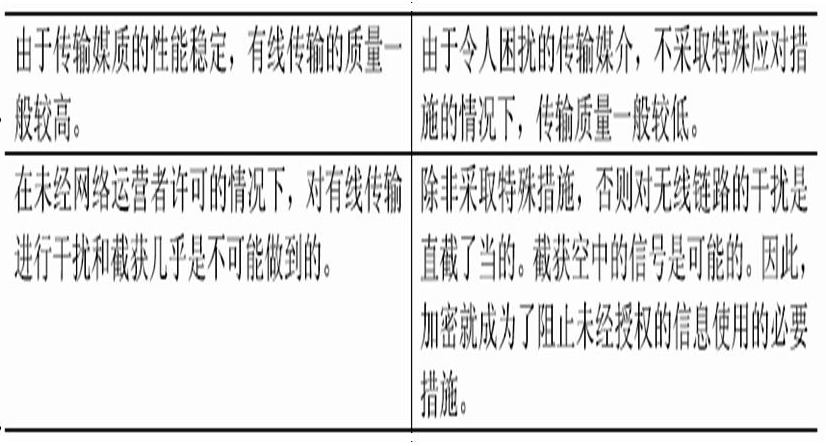 由于传输媒质的性能稳定，有线传输的质量一
般较高。
由于令人困扰的传输媒介，不采取特殊应对措
施的情况下，传输质量一般较低。
在未经网络运营者许可的情况下，对有线传输
进行干扰和截获几乎是不可能做到的。
除非采取特殊措施，否则对无线链路的干扰是
直截了当的。截获空中的信号是可能的。因此，
加密就成为了阻止未经授权的信息使用的必要
措施。